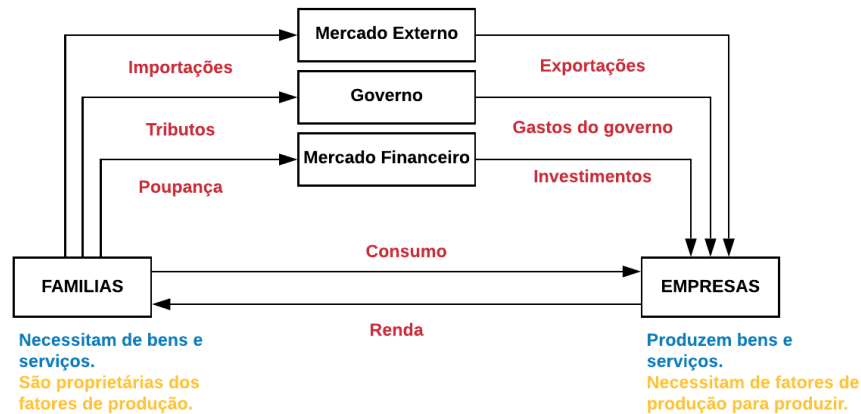 Mercado Externo
Importações
Exportações
Governo
Tributos
Gastos do governo
Mercado Financeiro
Poupança
Investimentos
Consumo
FAMILIAS
EMPRESAS
Renda
Necessitam de bens e
serviços.
São proprietárias dos
fatores de produção.
Produzem bens e
serviços.
Necessitam de fatores de
produção para produzir.